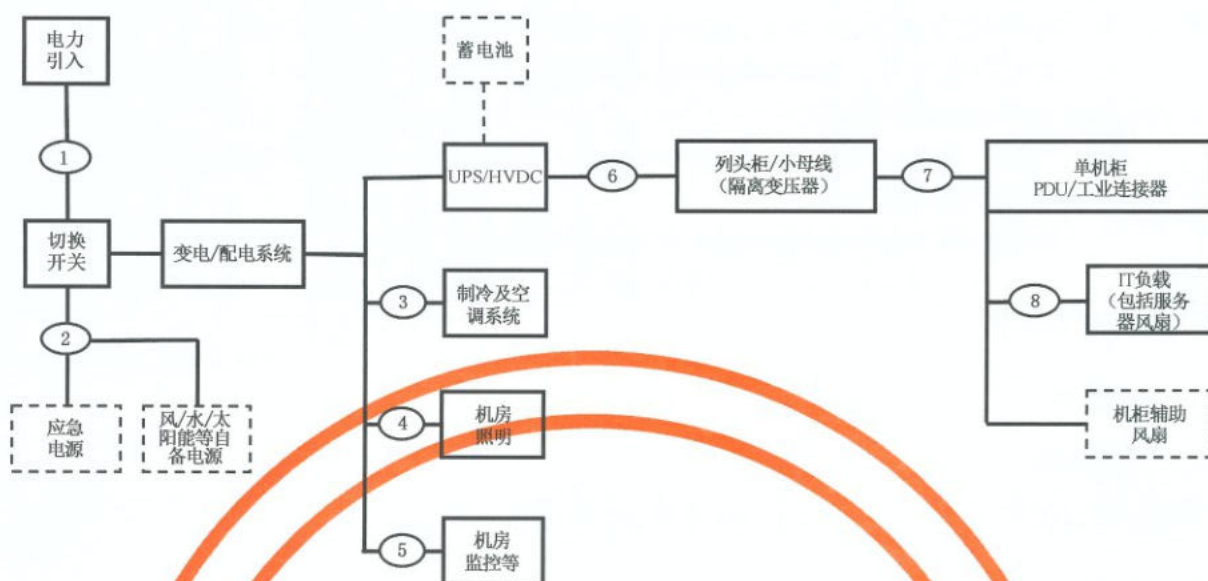 电力
引入
蓄电池
1
UPS/HVDC
6
列头柜/小母线
（隔离变压器）
7
单机柜
PDU/工业连接器
切换
开关
变电/配电系统
3
制冷及空
调系统
8
IT负载
（包括服务
器风扇）
2
应急
电源
风/水/太
阳能等自
备电源
4
机房
照明
机柜辅助
风扇
5
机房
监控等